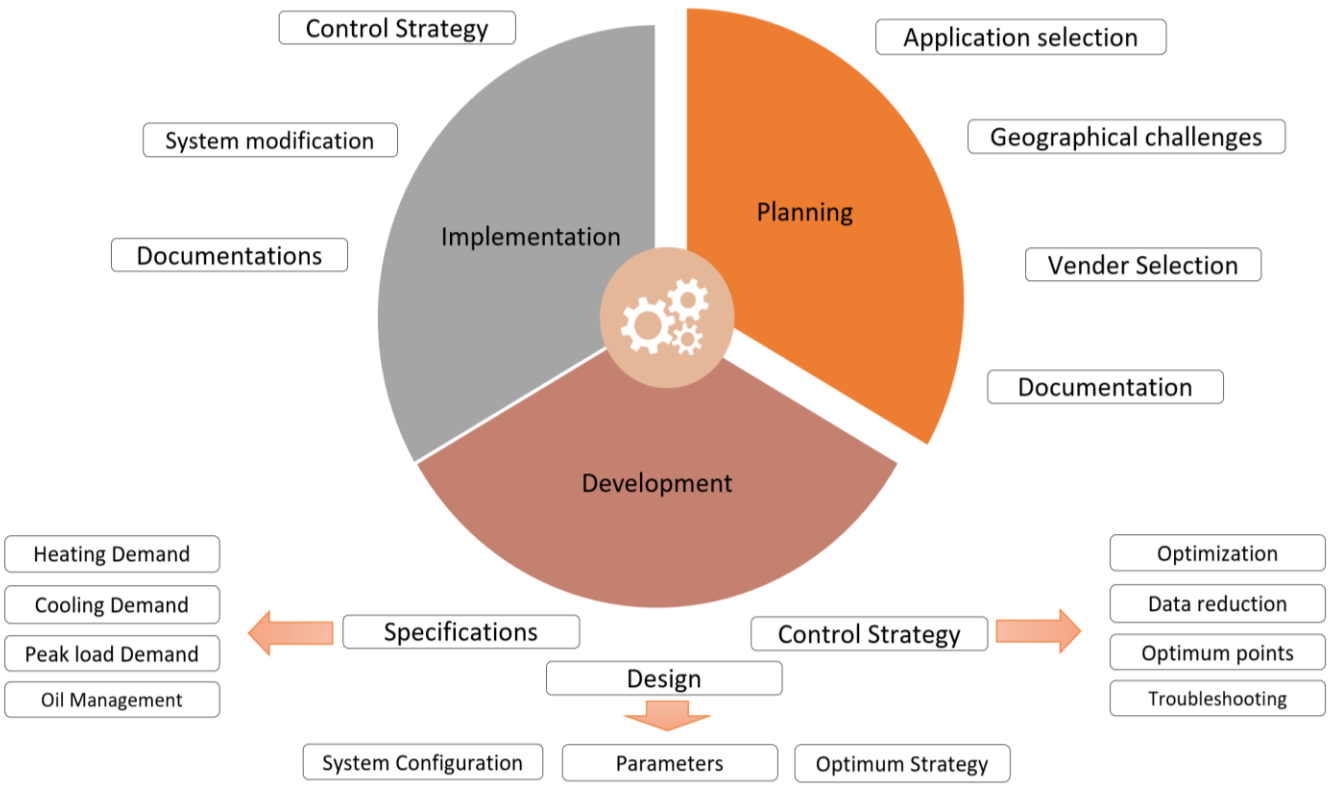 Control Strategy
Application selection
System modification
Geographical challenges
Planning
Implementation
Documentations
Vender Selection
Documentation
Development
Heating Demand
Cooling Demand
Peak load Demand
Oil Management
Specifications
Control Strategy
Optimization
Data reduction
Optimum points
Troubleshooting
Design
System Configuration
Parameters
Optimum Strategy